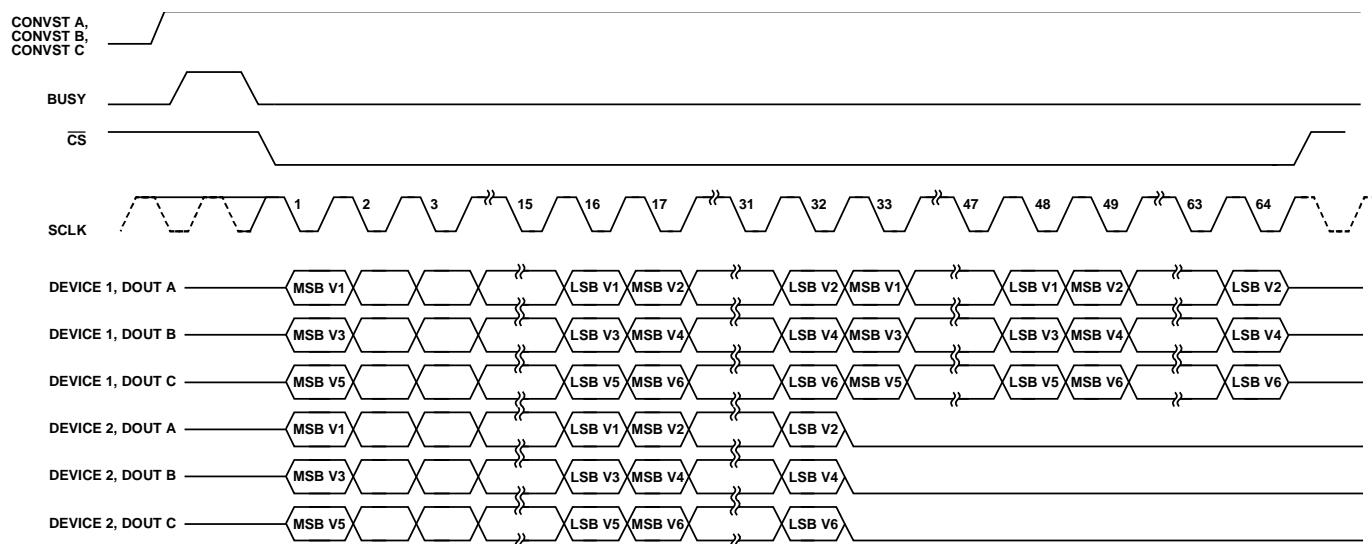 CONVST A,
CONVST B,
CONVST C
BUSY
CS
SCLK 1 2 3 15 16 17 31 32 33 47 48 49 63 64
DEVICE 1, DOUT A MSB V1 LSB V1 MSB V2 LSB V2 MSB V1 LSB V1 MSB V2 LSB V2
DEVICE 1, DOUT B MSB V3 LSB V3 MSB V4 LSB V4 MSB V3 LSB V3 MSB V4 LSB V4
DEVICE 1, DOUT C MSB V5 LSB V5 MSB V6 LSB V6 MSB V5 LSB V5 MSB V6 LSB V6
DEVICE 2, DOUT A MSB V1 LSB V1 MSB V2 LSB V2
DEVICE 2, DOUT B MSB V3 LSB V3 MSB V4 LSB V4
DEVICE 2, DOUT C MSB V5 LSB V5 MSB V6 LSB V6